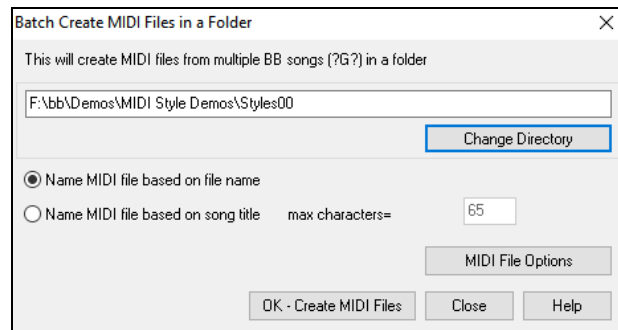 Batch Create MIDI Files in a Folder
This will create MIDI files from multiple BB songs (?G?) in a folder
F:\bb\Demos\MIDI Style Demos\Styles00
Change Directory
Name MIDI file based on file name
Name MIDI file based on song title max characters= 65
MIDI File Options
OK - Create MIDI Files Close Help